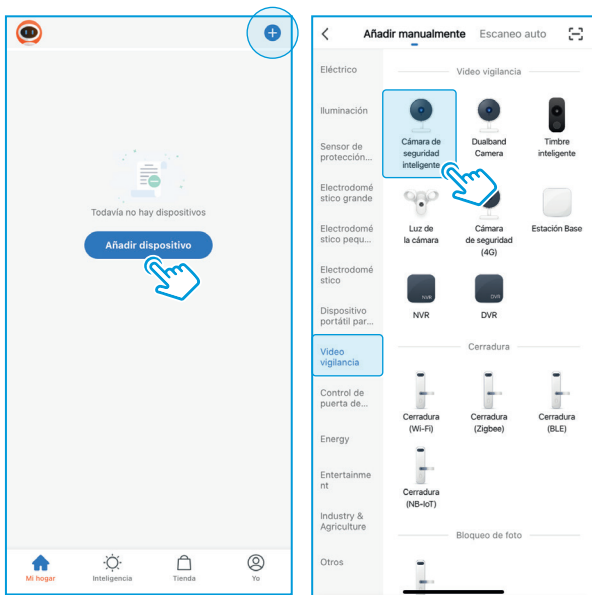 Todavía no hay dispositivos
Añadir dispositivo
Mi hogar
Inteligencia
Tienda
Yo
Añadir manualmente
Escaneo auto
Eléctrico
Iluminación
Sensor de
protección...
Electrodomé
stico grande
Electrodomé
stico pequ...
Electrodomé
stico
Dispositivo
portátil par...
Video
vigilancia
Control de
puerta de...
Energy
Entertainme
nt
Industry &
Agriculture
Otros
Video vigilancia
Cámara de
seguridad
inteligente
Dualband
Camera
Timbre
inteligente
Luz de
la cámara
Cámara
de seguridad
(4G)
Estación Base
NVR
NVR
DVR
DVR
Cerradura
Cerradura
(Wi-Fi)
Cerradura
(Zigbee)
Cerradura
(BLE)
Cerradura
(NB-IoT)
Bloqueo de foto